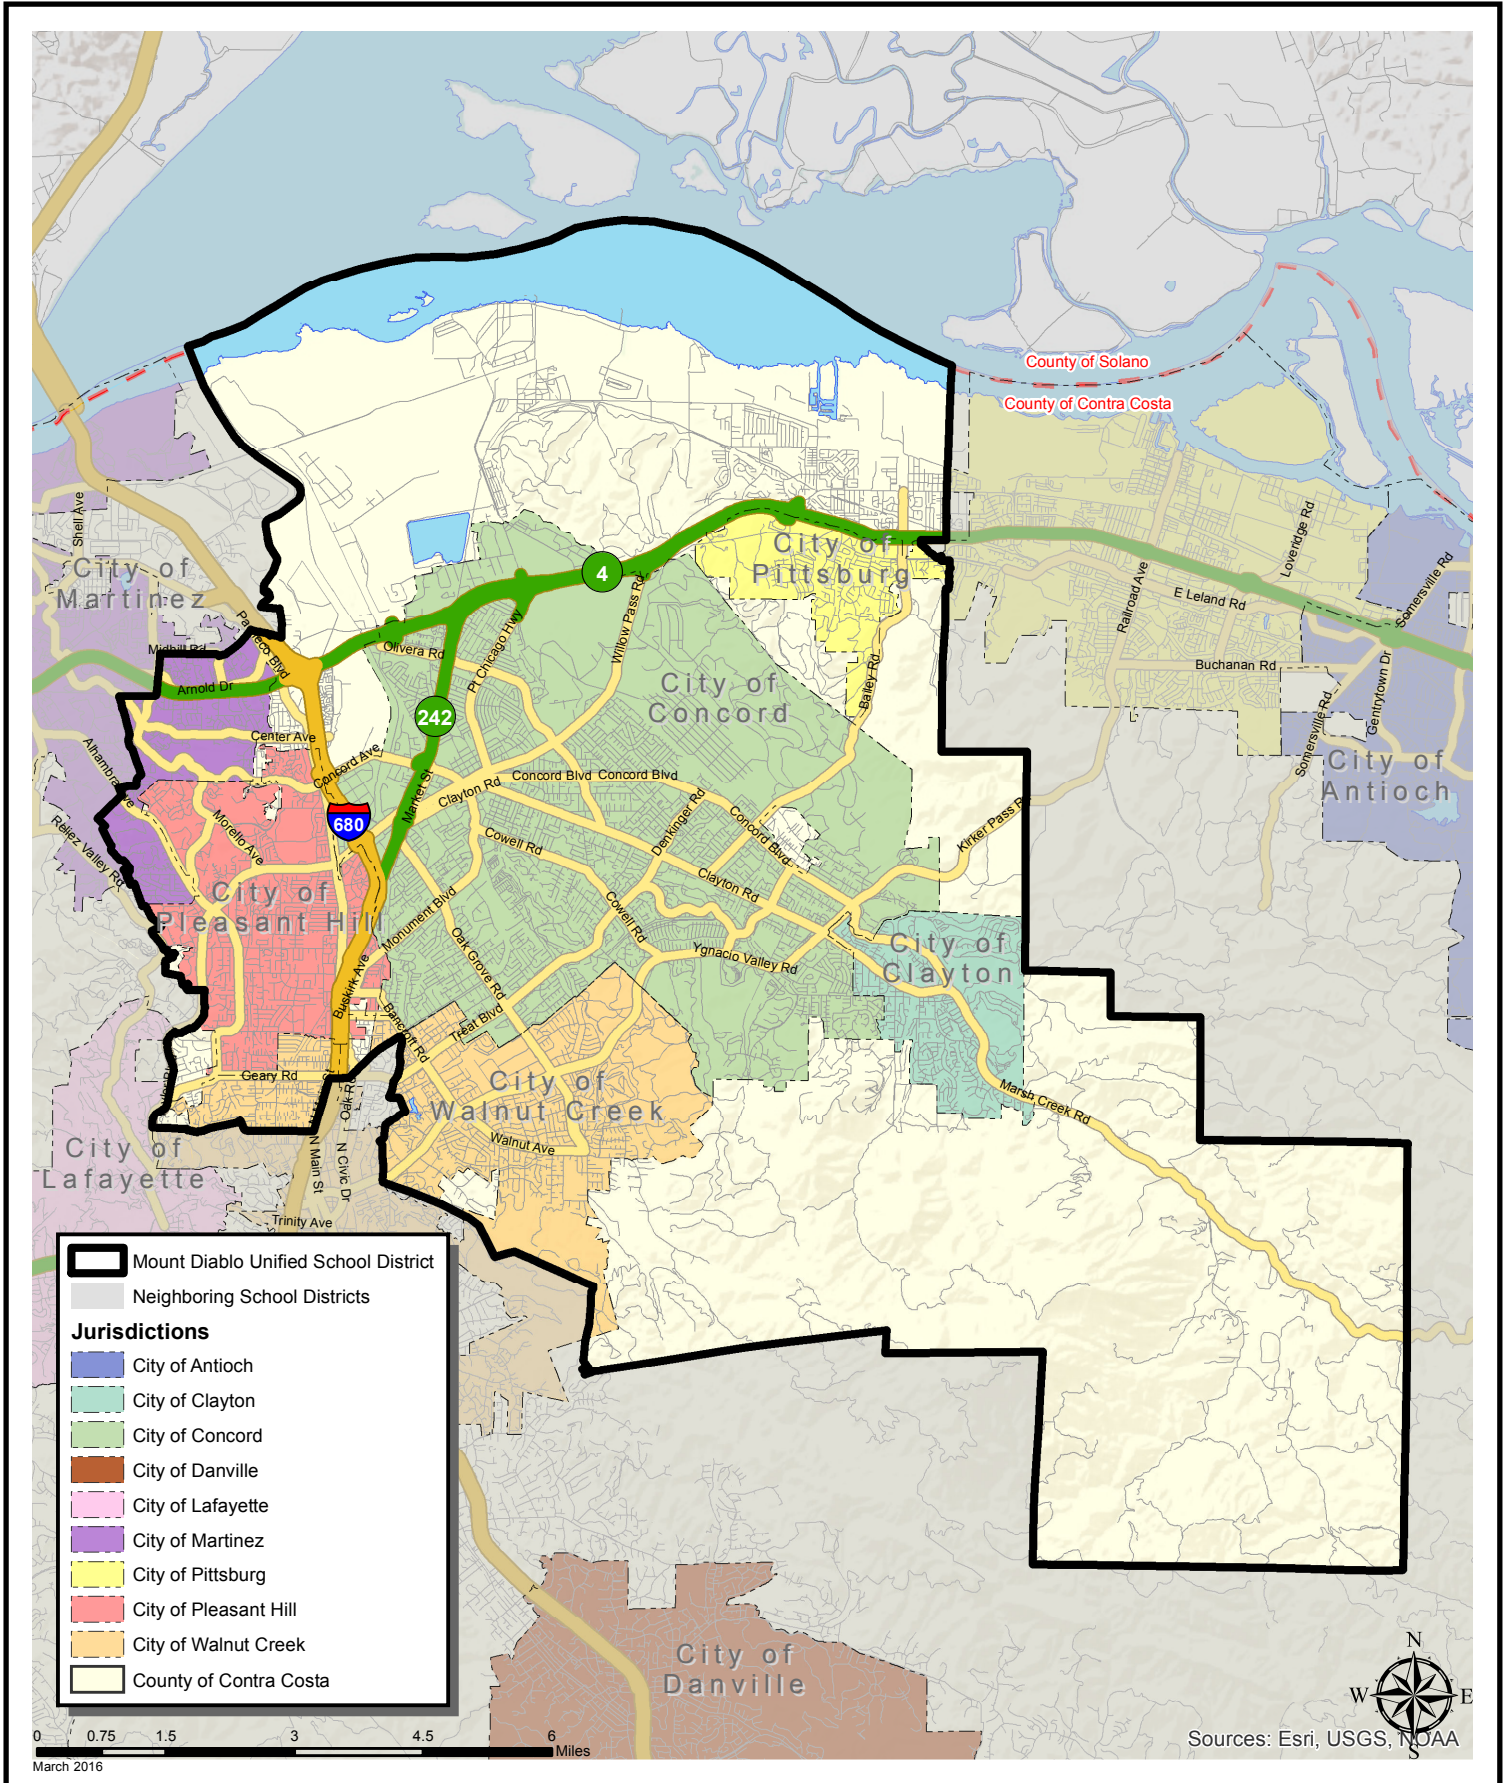 County of Solano
County of Contra Costa
Shell Ave
City of
Martinez
Pacheco Blvd
Midhill Rd
Arnold Dr
Center Ave
Concord Ave
Alhambra Ave
Reliez Valley Rd
Morello Ave
680
City of
Pleasant Hill
Buskirk Ave
Geary Rd
City of
Lafayette
N Main St
Oak Rd
N Civic Dr
Trinity Ave
4
242
Olivera Rd
Pt Chicago Hwy
Willow Pass Rd
City of
Pittsburg
Bailey Rd
City of
Concord
Market St
Clayton Rd
Concord Blvd
Concord Blvd
Cowell Rd
Denkinger Rd
Concord Blvd
Clayton Rd
Cowell Rd
Monument Blvd
Oak Grove Rd
Ygnacio Valley Rd
Treat Blvd
Bancroft Rd
Kirker Pass Rd
City of
Clayton
Marsh Creek Rd
City of
Walnut Creek
Walnut Ave
Railroad Ave
E Leland Rd
Loveridge Rd
Somersville Rd
Buchanan Rd
Gentrytown Dr
Somersville Rd
City of
Antioch
City of
Danville
Mount Diablo Unified School District
Neighboring School Districts
Jurisdictions
City of Antioch
City of Clayton
City of Concord
City of Danville
City of Lafayette
City of Martinez
City of Pittsburg
City of Pleasant Hill
City of Walnut Creek
County of Contra Costa
0 0.75 1.5 3 4.5 6
Miles
March 2016
N
W E
S
Sources: Esri, USGS, NOAA